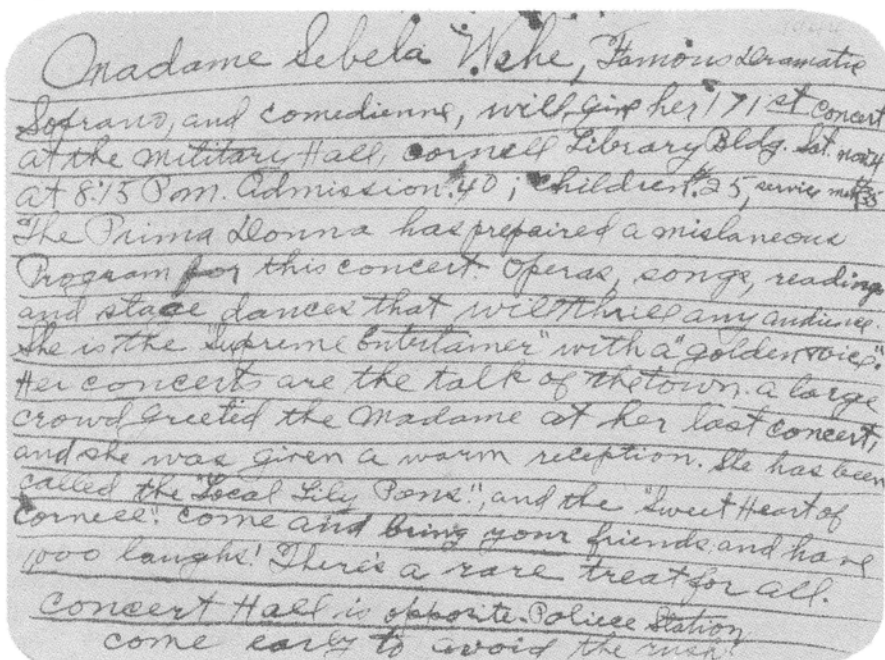 Madame Sebela Wehe, Famous Dramatic
Soprano, and comedienne, will give her 171st concert
at the Military Hall, Cornell Library Bldg. Sat. nov 4
at 8:15 P.m. Admission .40; children .25, service men .35
The Prima Donna has prepaired a mislaneous
Program for this concert. Operas, songs, readings
and stage dances that will thrill any audience.
She is the "Supreme Entertainer" with a "golden voice".
Her concerts are the talk of the town. a large
crowd greeted the Madame at her last concert,
and she was given a warm reception. She has been
called the "Local Lily Pons", and the "Sweet Heart of
Cornell". Come and bring your friends and have
1,000 laughs! There's a rare treat for all.
Concert Hall is opposite Police Station
come early to avoid the rush!